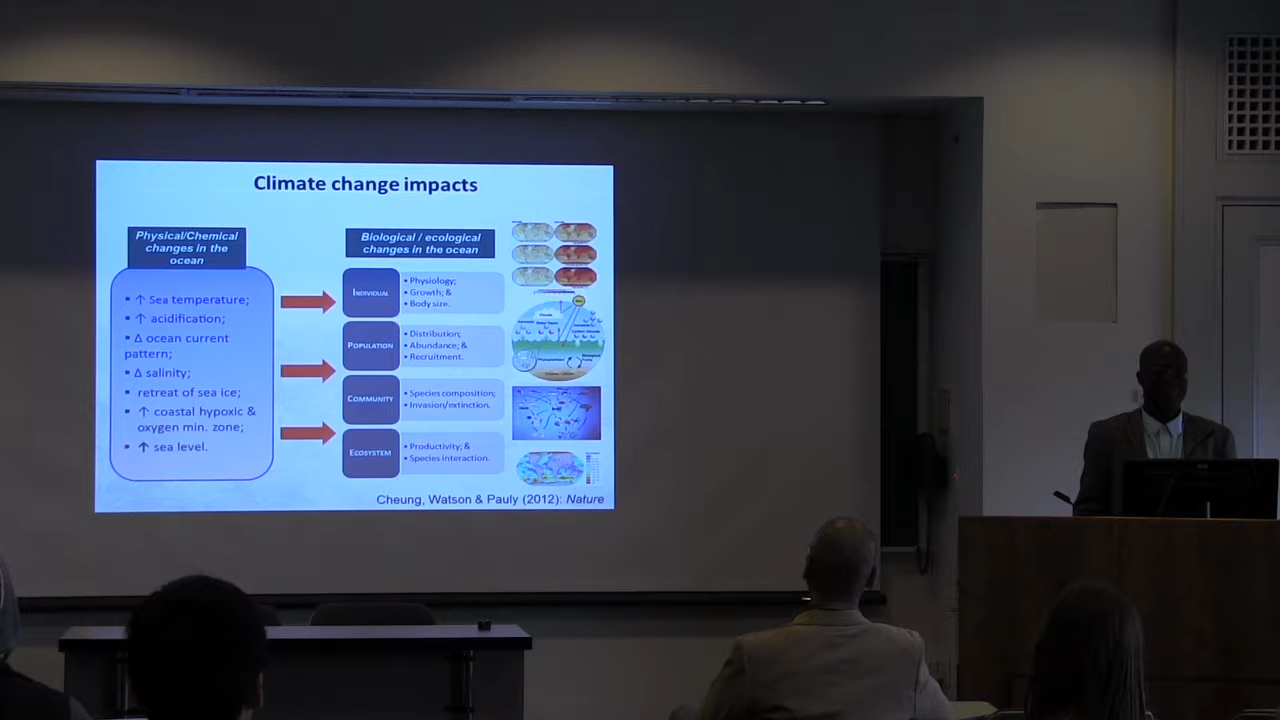 Climate change impacts
Physical/Chemical
changes in the
ocean
▪ ↑ Sea temperature;
▪ ↑ acidification;
▪ Δ ocean current
pattern;
▪ Δ salinity;
▪ retreat of sea ice;
▪ ↑ coastal hypoxic &
oxygen min. zone;
▪ ↑ sea level.
Biological / ecological
changes in the ocean
INDIVIDUAL
• Physiology;
• Growth; &
• Body size.
POPULATION
• Distribution;
• Abundance; &
• Recruitment.
COMMUNITY
• Species composition;
• Invasion/extinction.
ECOSYSTEM
• Productivity; &
• Species interaction.
Cheung, Watson & Pauly (2012): Nature